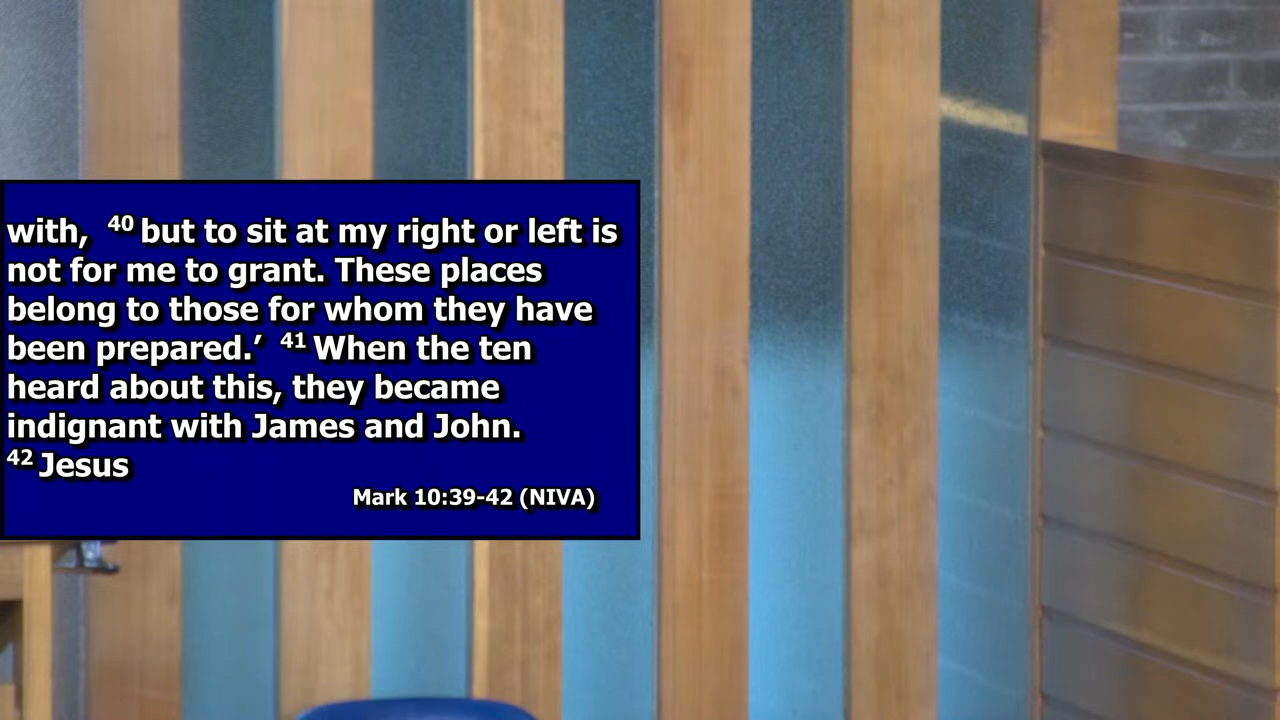 with, 40 but to sit at my right or left is
not for me to grant. These places
belong to those for whom they have
been prepared.’ 41 When the ten
heard about this, they became
indignant with James and John.
42 Jesus
Mark 10:39-42 (NIVA)